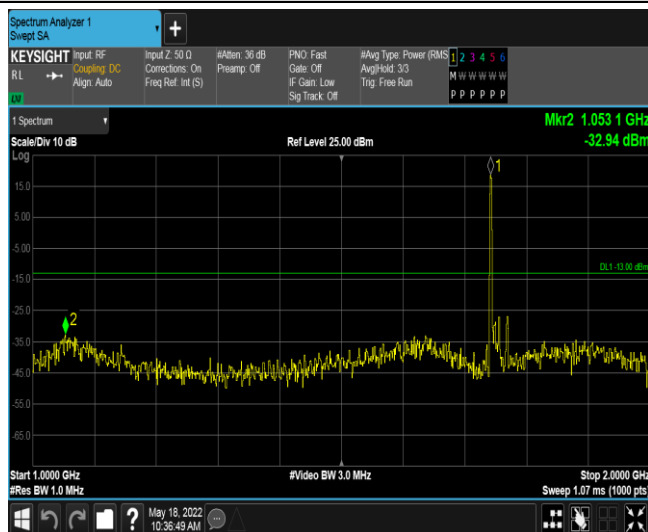 Spectrum Analyzer 1
Swept SA
+
KEYSIGHT Input: RF Input Z: 50 Ω #Atten: 36 dB PNO: Fast #Avg Type: Power (RMS 1 2 3 4 5 6
RL Coupling: DC Corrections: On Preamp: Off Gate: Off Avg|Hold: 3/3 M W W W W W
Align: Auto Freq Ref: Int (S) IF Gain: Low Trig: Free Run
Sig Track: Off P P P P P P
1 Spectrum Mkr2 1.053 1 GHz
Scale/Div 10 dB Ref Level 25.00 dBm -32.94 dBm
Log
1
15.0
5.00
-5.00
DL1 -13.00 dBm
-15.0
-25.0
2
-35.0
-45.0
-55.0
-65.0
Start 1.0000 GHz #Video BW 3.0 MHz Stop 2.0000 GHz
#Res BW 1.0 MHz Sweep 1.07 ms (1000 pts)
? May 18, 2022
10:36:49 AM